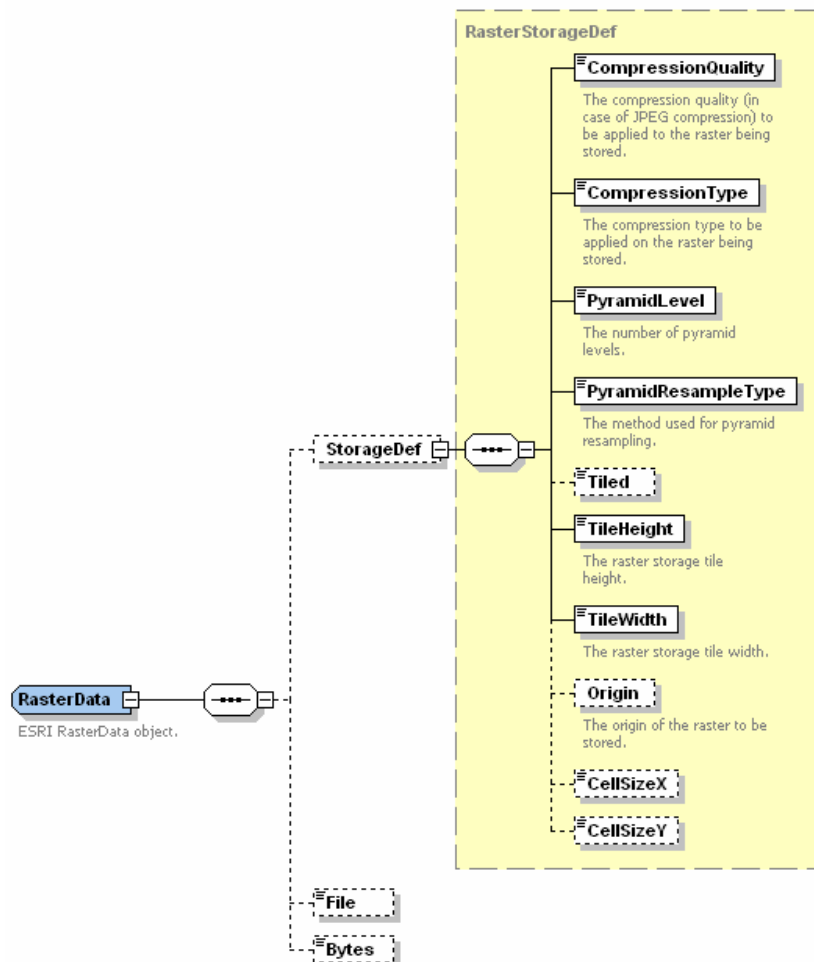 RasterStorageDef
CompressionQuality
The compression quality (in
case of JPEG compression) to
be applied to the raster being
stored.
CompressionType
The compression type to be
applied on the raster being
stored.
PyramidLevel
The number of pyramid
levels.
PyramidResampleType
The method used for pyramid
resampling.
StorageDef
Tiled
TileHeight
The raster storage tile
height.
TileWidth
The raster storage tile width.
RasterData
ESRI RasterData object.
Origin
The origin of the raster to be
stored.
CellSizeX
CellSizeY
File
Bytes